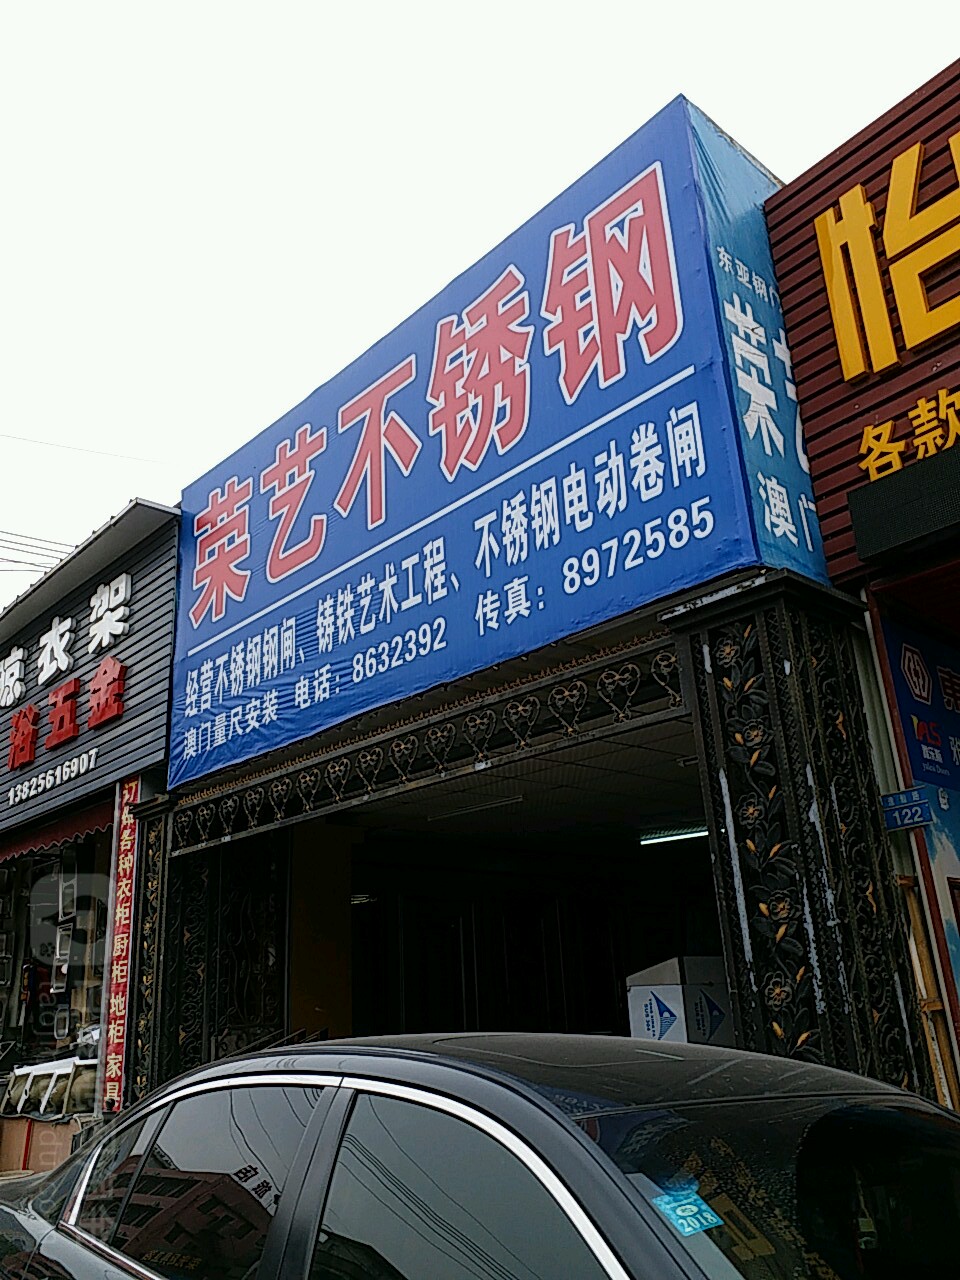 荣艺不锈钢
经营不锈钢钢闸、铸铁艺术工程、不锈钢电动卷闸
澳门量尺安装 电话：8632392 传真：8972585
东亚钢门
荣艺
澳门
怡
各款
晾衣架
浴五金
13825616907
订做各种衣柜厨柜地柜家具
122
2018